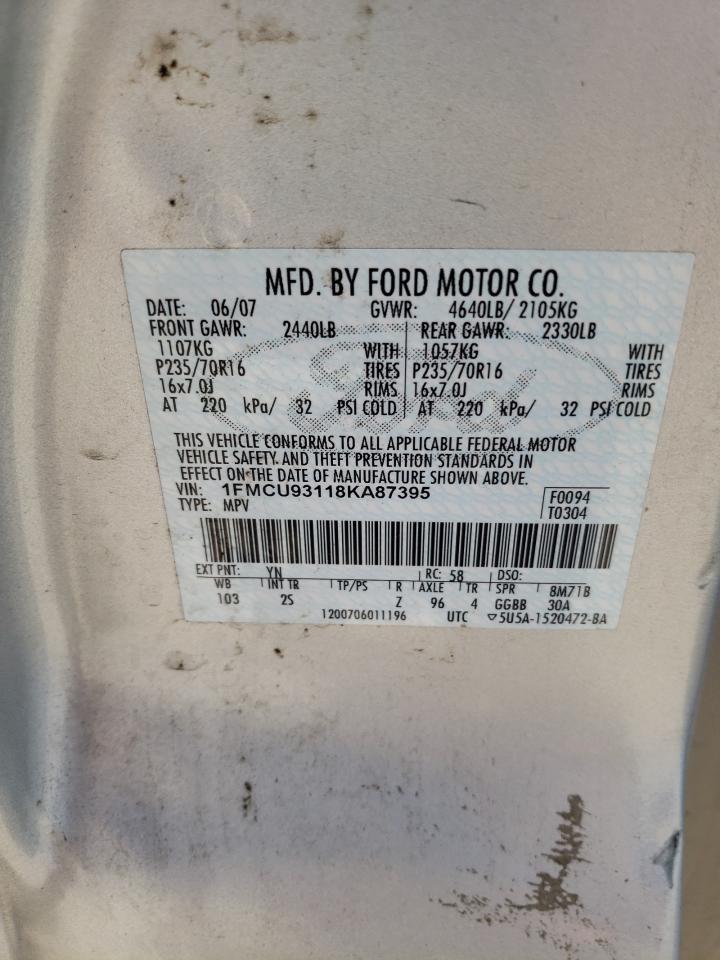 MFD. BY FORD MOTOR CO.
DATE: 06/07 GVWR: 4640LB/ 2105KG
FRONT GAWR: 2440LB REAR GAWR: 2330LB
1107KG WITH 1057KG WITH
P235/70R16 TIRES P235/70R16 TIRES
16x7.0J RIMS 16x7.0J RIMS
AT 220 kPa/ 32 PSI COLD AT 220 kPa/ 32 PSI COLD
Ford
THIS VEHICLE CONFORMS TO ALL APPLICABLE FEDERAL MOTOR
VEHICLE SAFETY, AND THEFT PREVENTION STANDARDS IN
EFFECT ON THE DATE OF MANUFACTURE SHOWN ABOVE.
VIN: 1FMCU93118KA87395 F0094
TYPE: MPV T0304
EXT PNT: YN RC: 58 DSO:
WB INT TR TP/PS R AXLE TR SPR 8M71B
103 2S Z 96 4 GGBB 30A
1200706011196 UTC ▽5U5A-1520472-BA